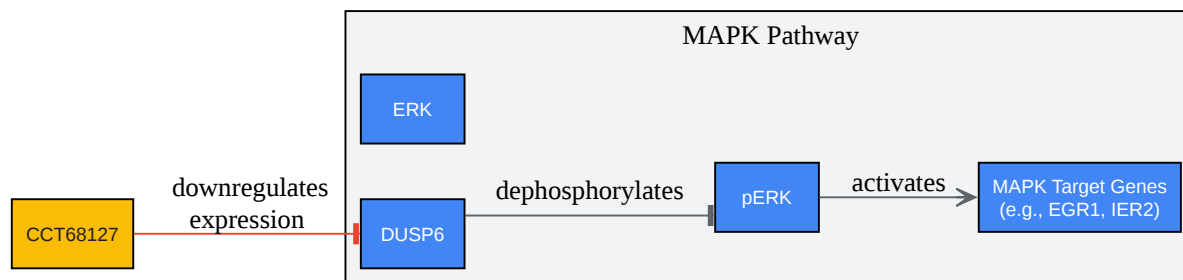 MAPK Pathway
ERK
downregulates
expression
dephosphorylates
activates
CCT68127
DUSP6
pERK
MAPK Target Genes
(e.g., EGR1, IER2)